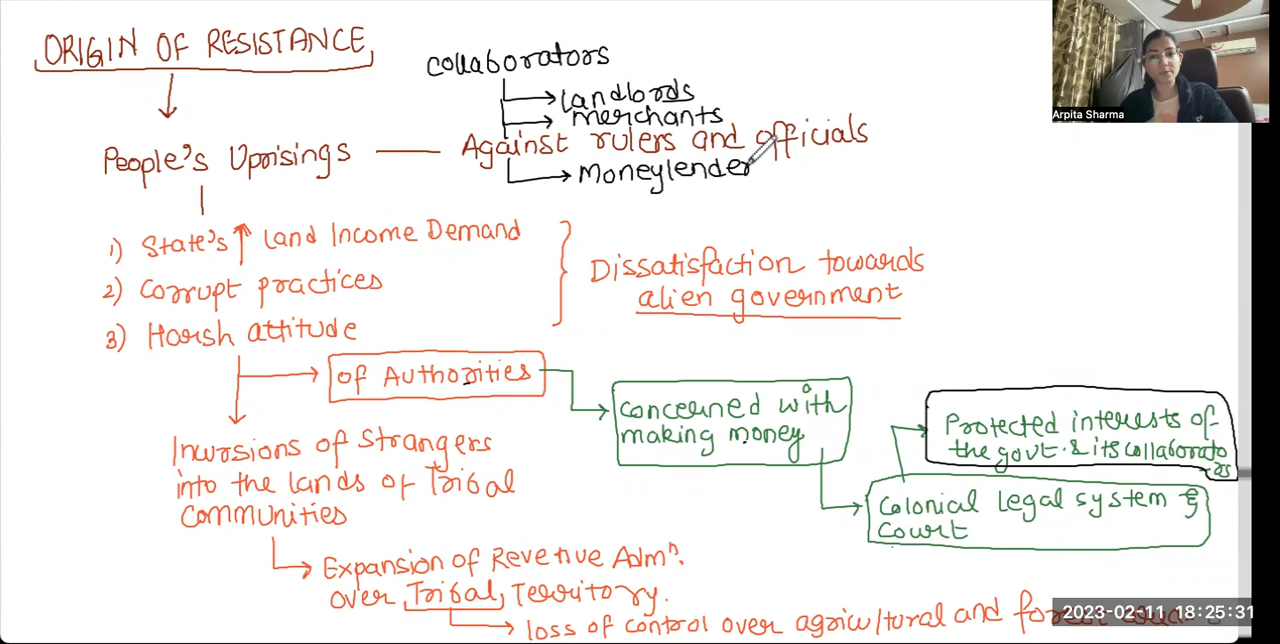 ORIGIN OF RESISTANCE
collaborators
Landlords
merchants
Arpita Sharma
People's Uprisings — Against rulers and officials
Moneylender
1) State's ↑ Land Income Demand
2) Corrupt practices
3) Harsh attitude
Dissatisfaction towards
alien government
of Authorities
Concerned with
making money
Protected interests of
the govt. & its collaborato
-rs
Colonial legal system &
Court
Incursions of Strangers
into the lands of Tribal
Communities
Expansion of Revenue Admⁿ.
over Tribal Territory.
loss of control over agricultural and
2023-02-11 18:25:31